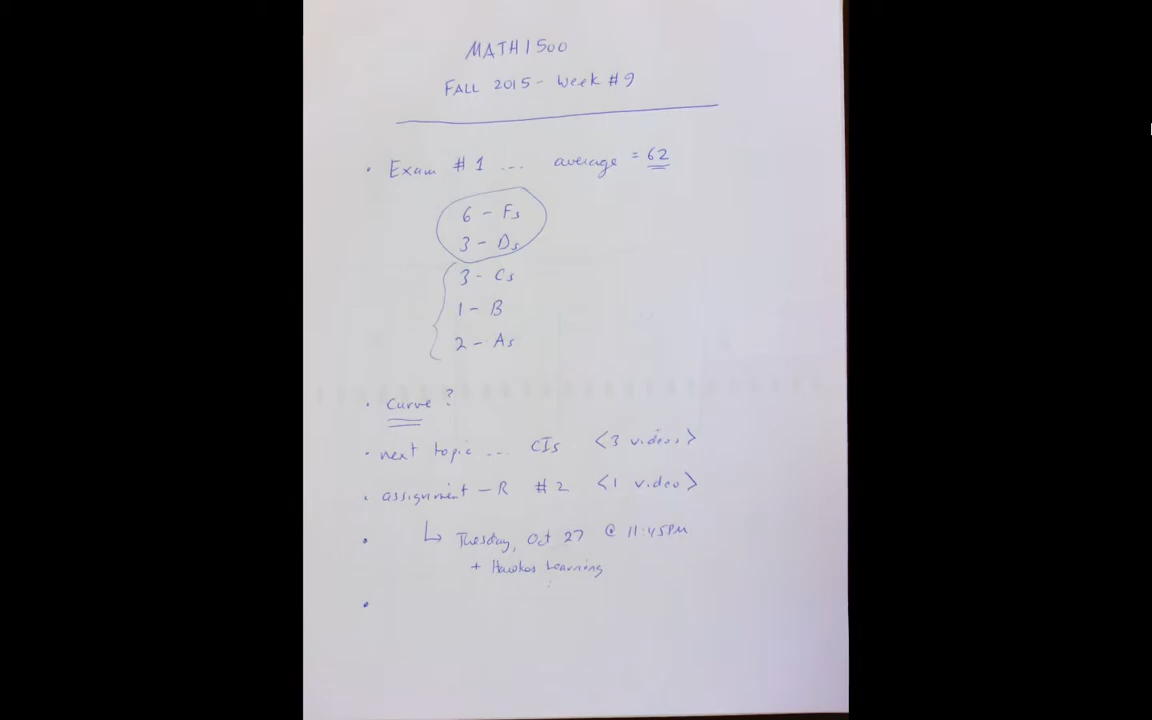 MATH1500
FALL 2015 - Week #9
• Exam #1 ... average = 62
6 - Fs
3 - Ds
3 - Cs
1 - B
2 - As
• Curve?
• next topic ... CIs <3 videos>
• assignment - R #2 <1 video>
• ↳ Tuesday, Oct 27 @ 11:45PM
+ Hawkes Learning
•